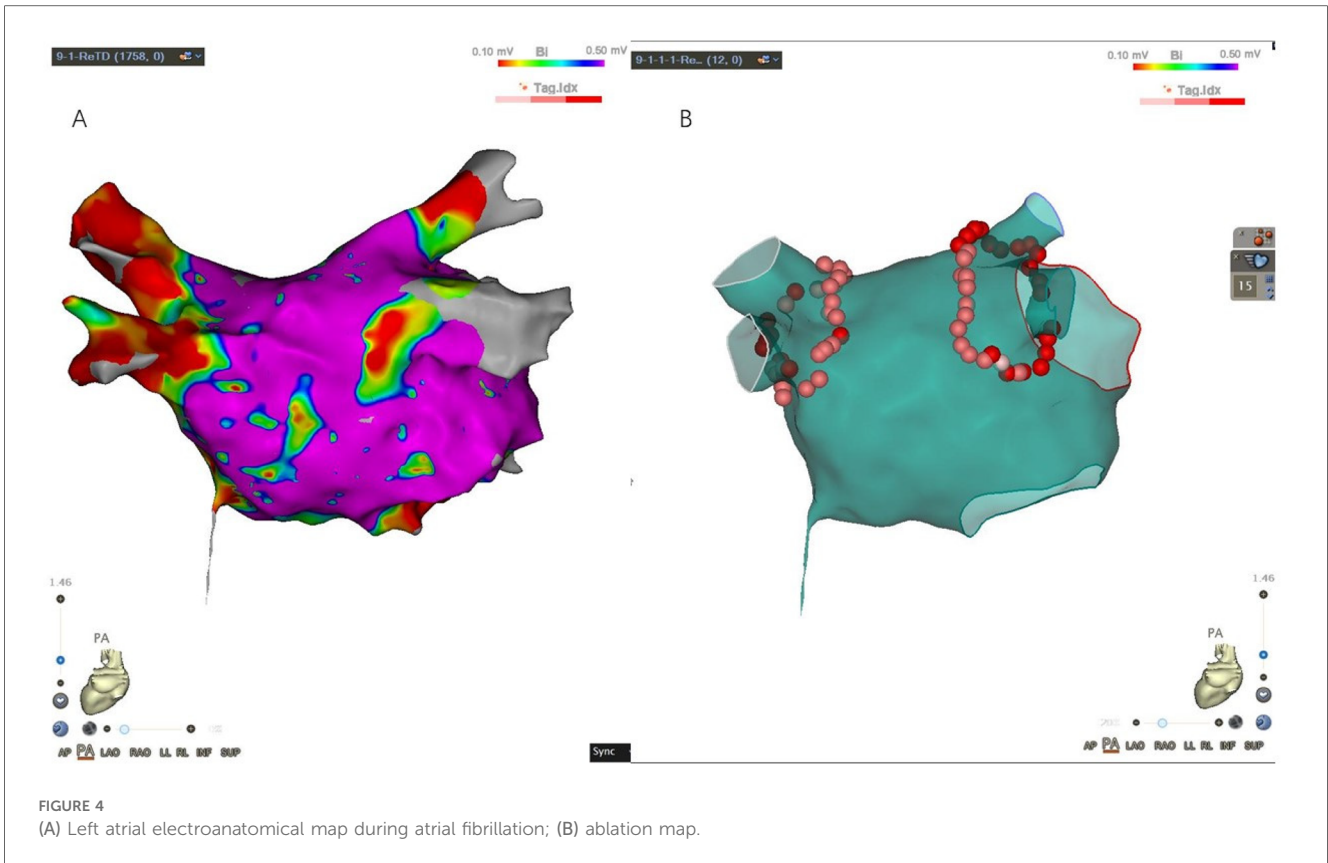 9-1-ReTD (1758, 0)
0.10 mV Bi 0.50 mV
Tag.Idx
A
1.46
PA
AP PA LAO RAO LL RL INF SUP
Sync
9-1-1-1-Re... (12, 0)
0.10 mV Bi 0.50 mV
Tag.Idx
B
15
1.46
PA
AP PA LAO RAO LL RL INF SUP
FIGURE 4
(A) Left atrial electroanatomical map during atrial fibrillation; (B) ablation map.